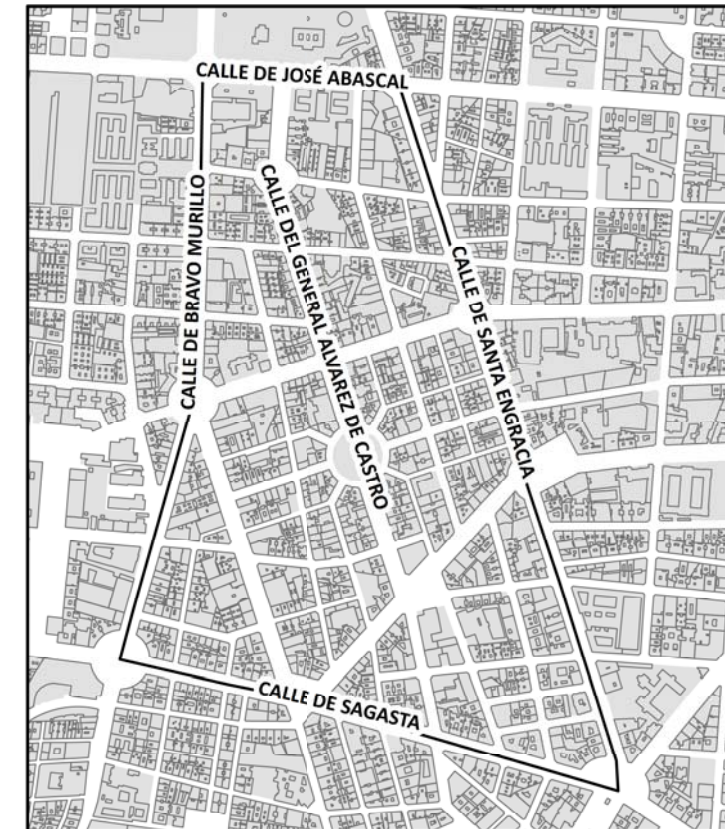 CALLE DE JOSÉ ABASCAL
CALLE DE BRAVO MURILLO
CALLE DEL GENERAL ALVAREZ DE CASTRO
CALLE DE SANTA ENGRACIA
CALLE DE SAGASTA